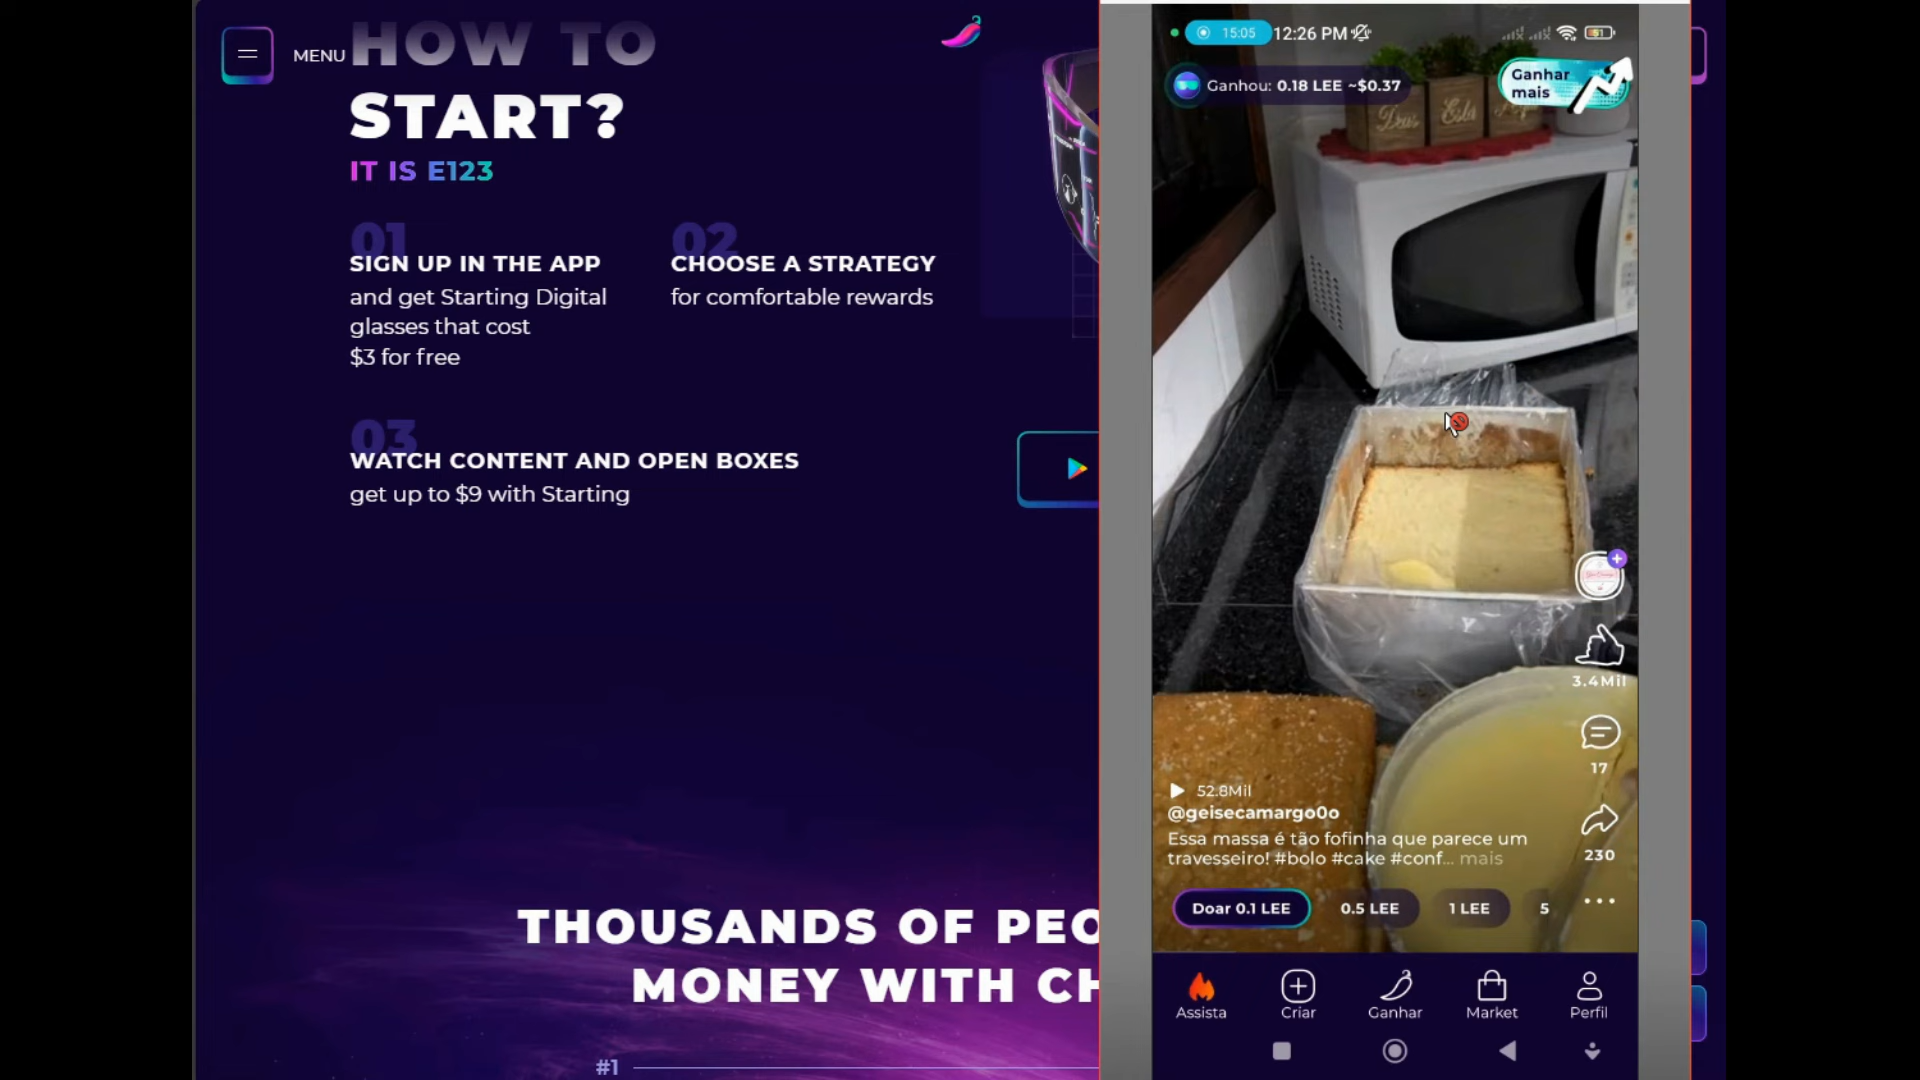 MENU
HOW TO
START?
IT IS E123
01
SIGN UP IN THE APP
and get Starting Digital
glasses that cost
$3 for free
02
CHOOSE A STRATEGY
for comfortable rewards
03
WATCH CONTENT AND OPEN BOXES
get up to $9 with Starting
THOUSANDS OF PEO
MONEY WITH CH
#1
15:05
12:26 PM
51
Ganhou: 0.18 LEE ~$0.37
Ganhar
mais
Deus
Esta
3.4Mil
17
230
52.8Mil
@geisecamargo0o
Essa massa é tão fofinha que parece um
travesseiro! #bolo #cake #conf... mais
Doar 0.1 LEE
0.5 LEE
1 LEE
5
Assista
Criar
Ganhar
Market
Perfil